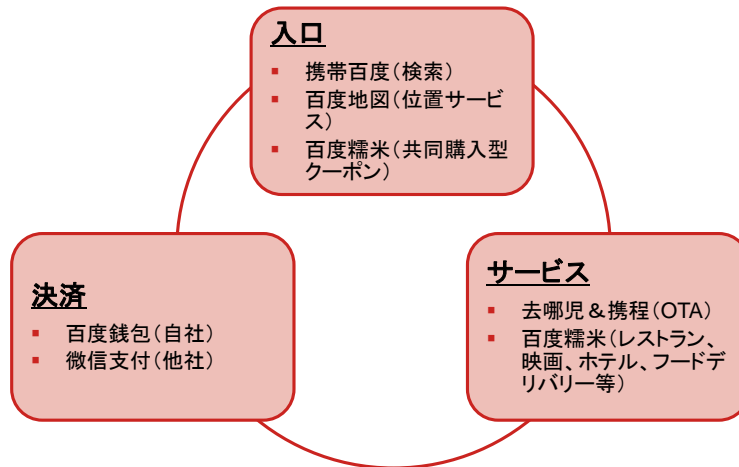 入口
▪ 携帯百度(検索)
▪ 百度地図(位置サービ
ス)
▪ 百度糯米(共同購入型
クーポン)
決済
▪ 百度銭包(自社)
▪ 微信支付(他社)
サービス
▪ 去哪児&携程(OTA)
▪ 百度糯米(レストラン、
映画、ホテル、フードデ
リバリー等)